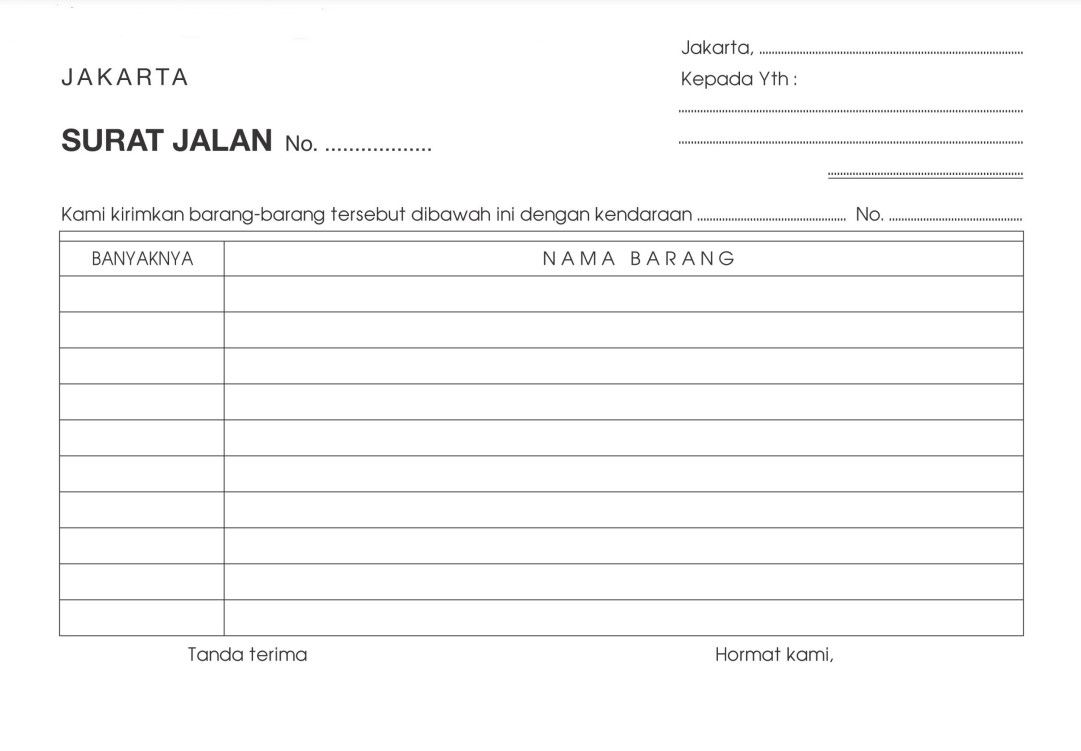 Jakarta, ........................................
JAKARTA
Kepada Yth :
SURAT JALAN No. ..................
Kami kirimkan barang-barang tersebut dibawah ini dengan kendaraan ........................ No. ........................
BANYAKNYA NAMA BARANG
Tanda terima Hormat kami,